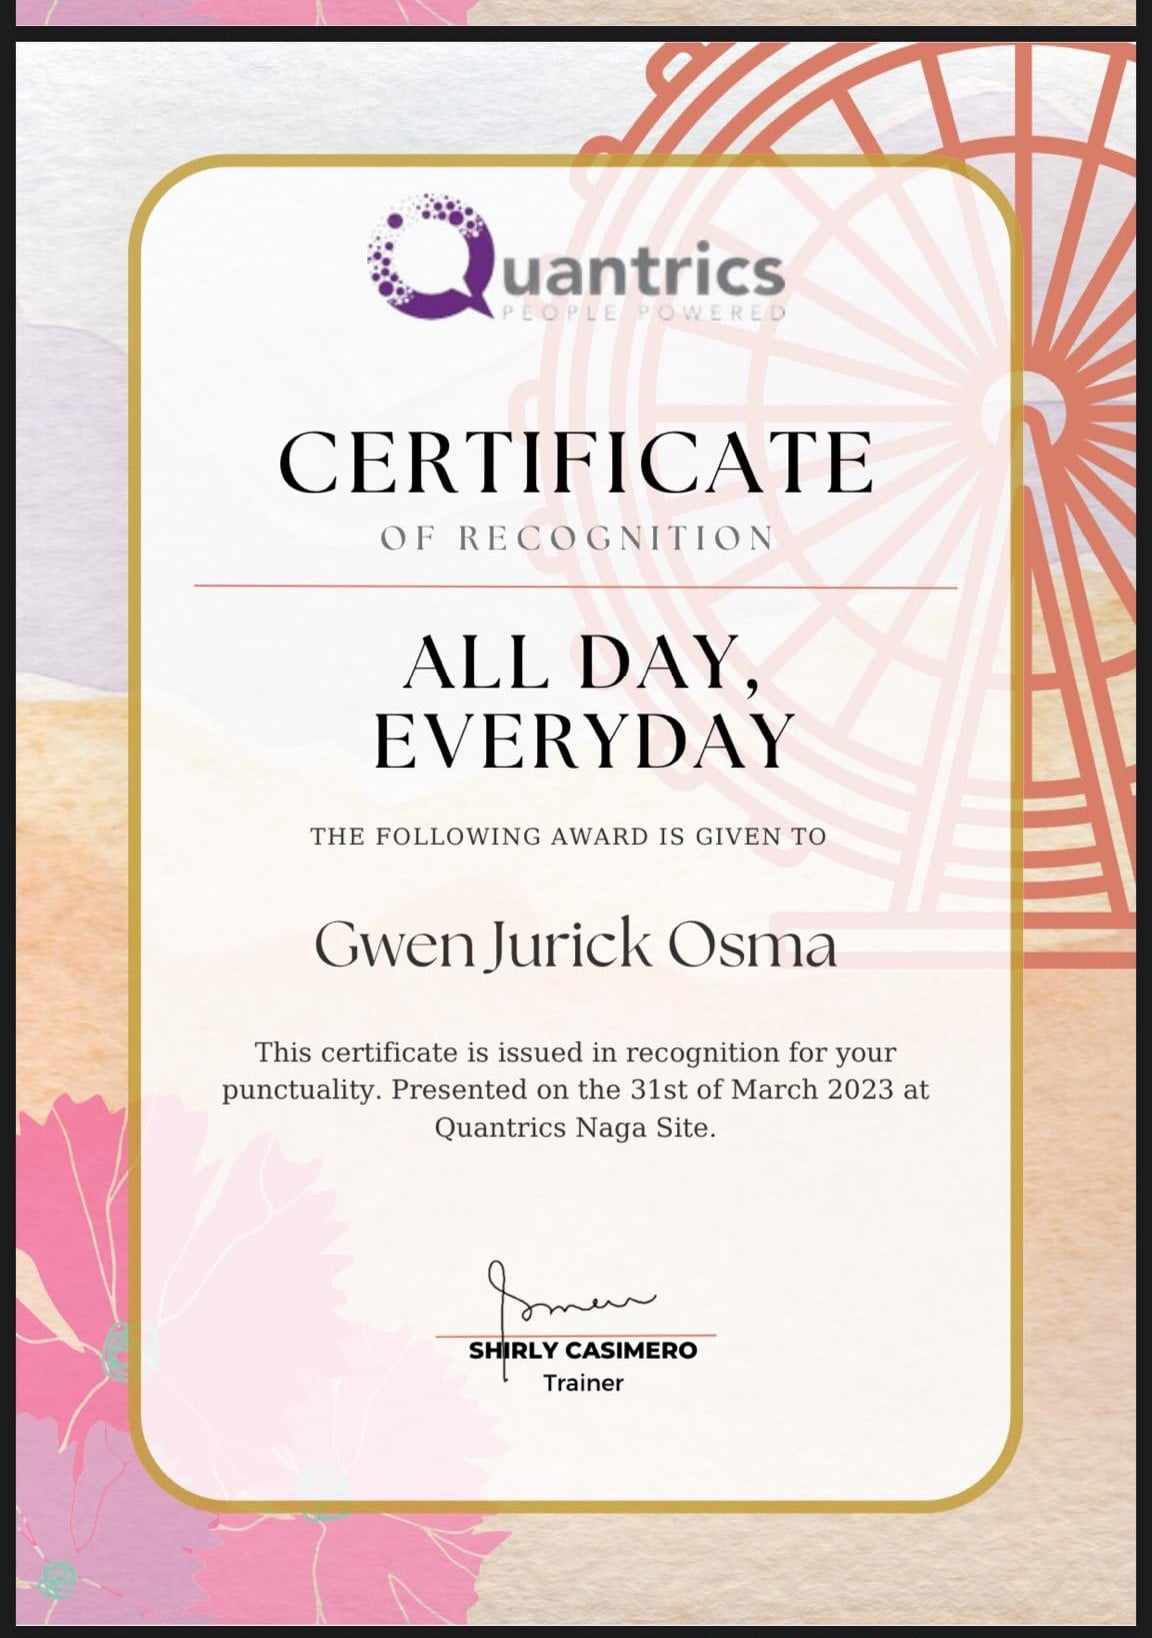 Quantrics
PEOPLE POWERED
CERTIFICATE
OF RECOGNITION
ALL DAY,
EVERYDAY
THE FOLLOWING AWARD IS GIVEN TO
Gwen Jurick Osma
This certificate is issued in recognition for your
punctuality. Presented on the 31st of March 2023 at
Quantrics Naga Site.
SHIRLY CASIMERO
Trainer